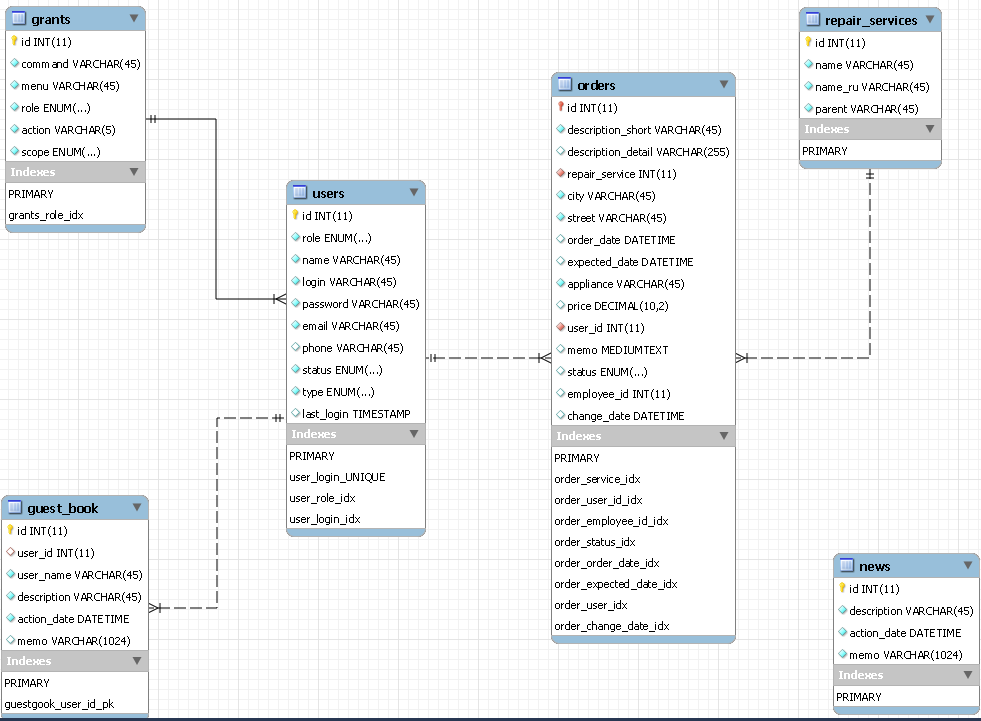 grants
id INT(11)
command VARCHAR(45)
menu VARCHAR(45)
role ENUM(...)
action VARCHAR(5)
scope ENUM(...)
Indexes
PRIMARY
grants_role_idx
users
id INT(11)
role ENUM(...)
name VARCHAR(45)
login VARCHAR(45)
password VARCHAR(45)
email VARCHAR(45)
phone VARCHAR(45)
status ENUM(...)
type ENUM(...)
last_login TIMESTAMP
Indexes
PRIMARY
user_login_UNIQUE
user_role_idx
user_login_idx
guest_book
id INT(11)
user_id INT(11)
user_name VARCHAR(45)
description VARCHAR(45)
action_date DATETIME
memo VARCHAR(1024)
Indexes
PRIMARY
guestgook_user_id_pk
orders
id INT(11)
description_short VARCHAR(45)
description_detail VARCHAR(255)
repair_service INT(11)
city VARCHAR(45)
street VARCHAR(45)
order_date DATETIME
expected_date DATETIME
appliance VARCHAR(45)
price DECIMAL(10,2)
user_id INT(11)
memo MEDIUMTEXT
status ENUM(...)
employee_id INT(11)
change_date DATETIME
Indexes
PRIMARY
order_service_idx
order_user_id_idx
order_employee_id_idx
order_status_idx
order_order_date_idx
order_expected_date_idx
order_user_idx
order_change_date_idx
repair_services
id INT(11)
name VARCHAR(45)
name_ru VARCHAR(45)
parent VARCHAR(45)
Indexes
PRIMARY
news
id INT(11)
description VARCHAR(45)
action_date DATETIME
memo VARCHAR(1024)
Indexes
PRIMARY